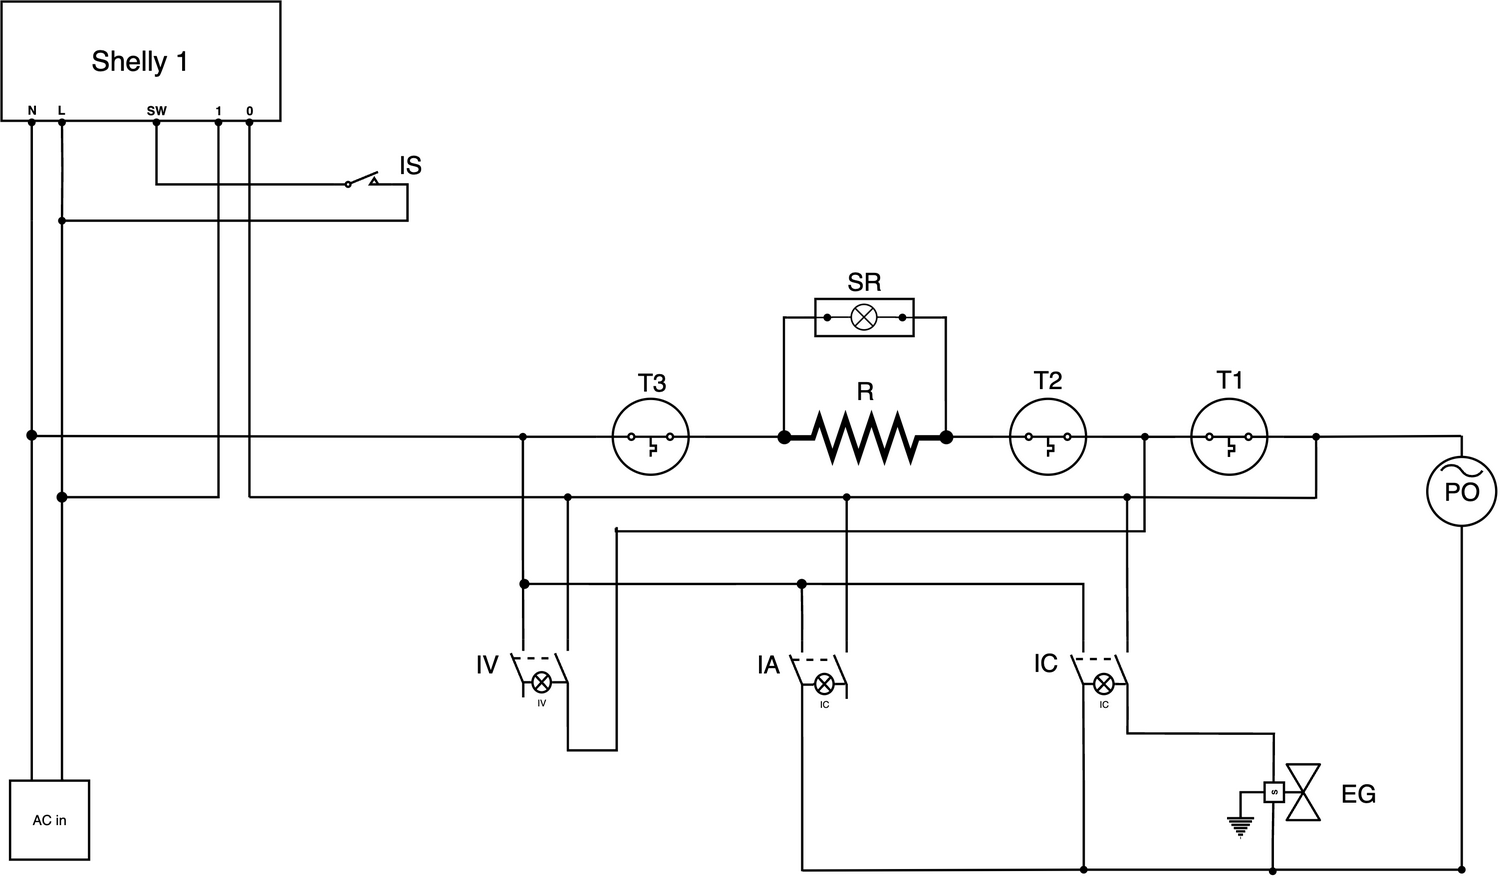 Shelly 1
N L SW 1 0
IS
SR
T3 R T2 T1
PO
IV IA IC
IV IC IC
S EG
AC in